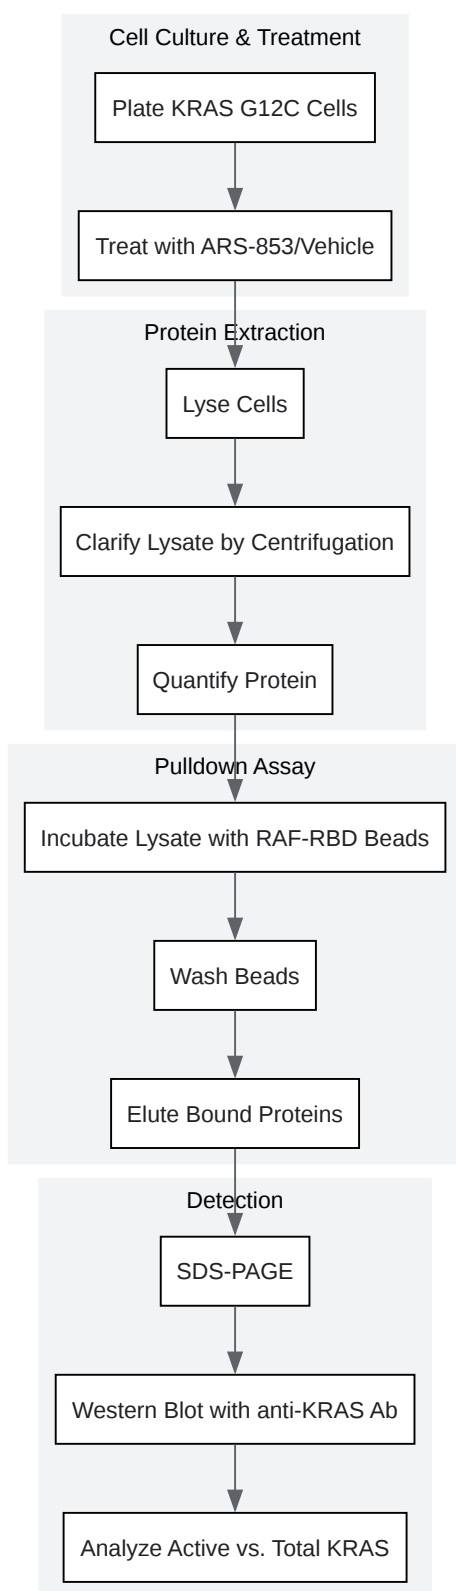 Cell Culture & Treatment
Plate KRAS G12C Cells
Treat with ARS-853/Vehicle
Protein Extraction
Lyse Cells
Clarify Lysate by Centrifugation
Quantify Protein
Pulldown Assay
Incubate Lysate with RAF-RBD Beads
Wash Beads
Elute Bound Proteins
Detection
SDS-PAGE
Western Blot with anti-KRAS Ab
Analyze Active vs. Total KRAS